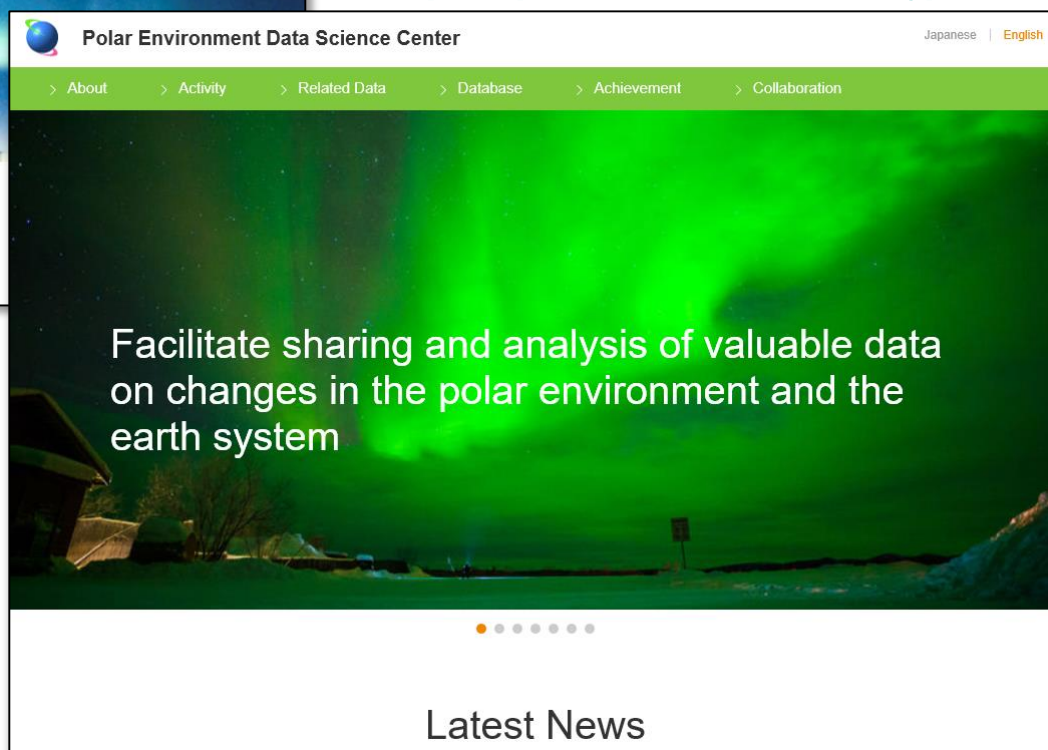 Polar Environment Data Science Center
Japanese | English
> About > Activity > Related Data > Database > Achievement > Collaboration
Facilitate sharing and analysis of valuable data
on changes in the polar environment and the
earth system
Latest News